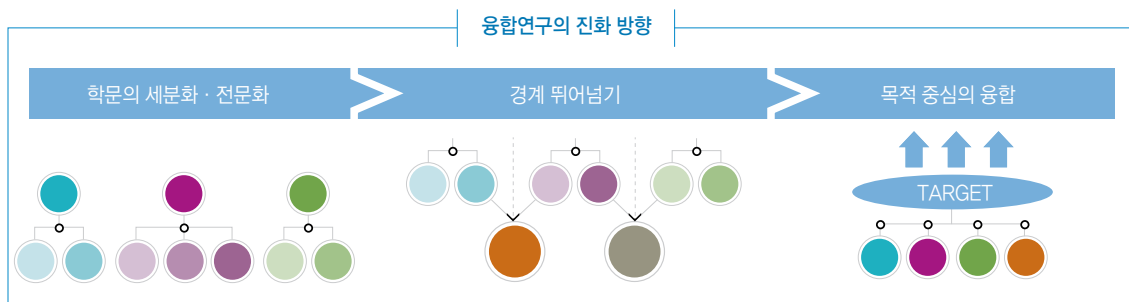 융합연구의 진화 방향
학문의 세분화 · 전문화
경계 뛰어넘기
목적 중심의 융합
TARGET